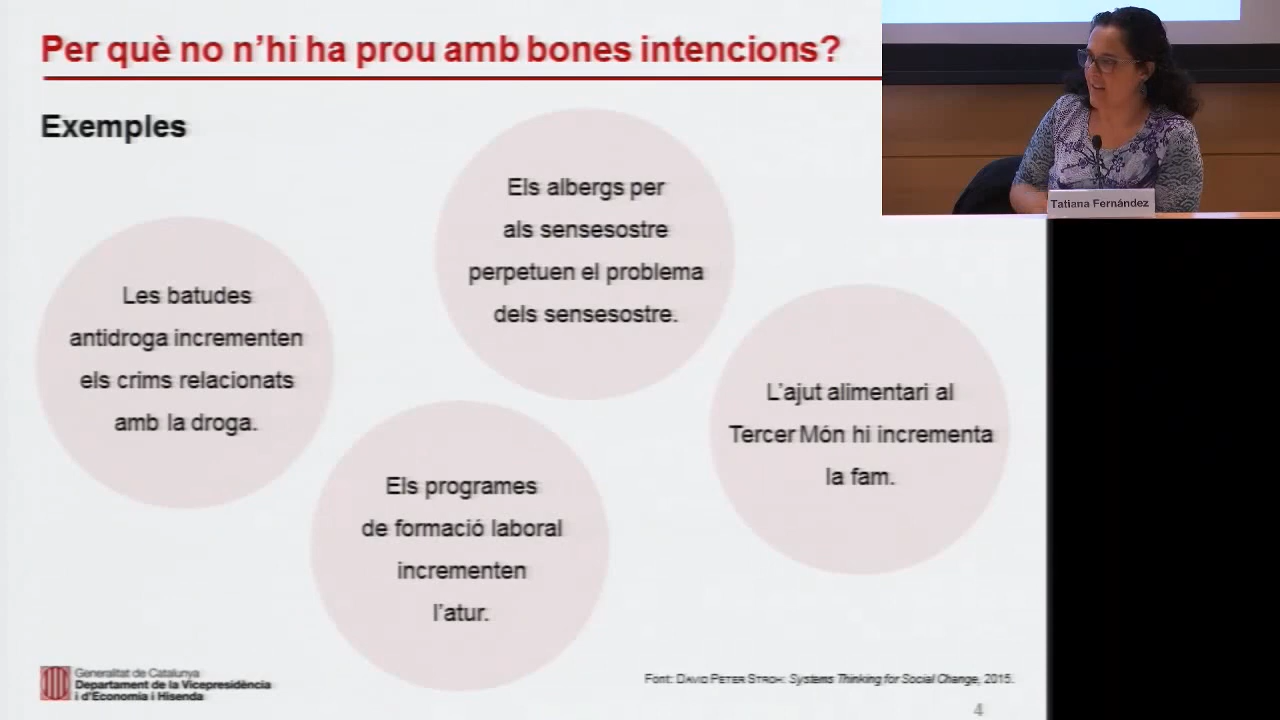 Per què no n'hi ha prou amb bones intencions?
Exemples
Els albergs per
als sensesostre
perpetuen el problema
dels sensesostre.
Les batudes
antidroga incrementen
els crims relacionats
amb la droga.
L'ajut alimentari al
Tercer Món hi incrementa
la fam.
Els programes
de formació laboral
incrementen
l'atur.
Tatiana Fernández
Generalitat de Catalunya
Departament de la Vicepresidència
i d'Economia i Hisenda
Font: DAVID PETER STROH: Systems Thinking for Social Change, 2015.
4